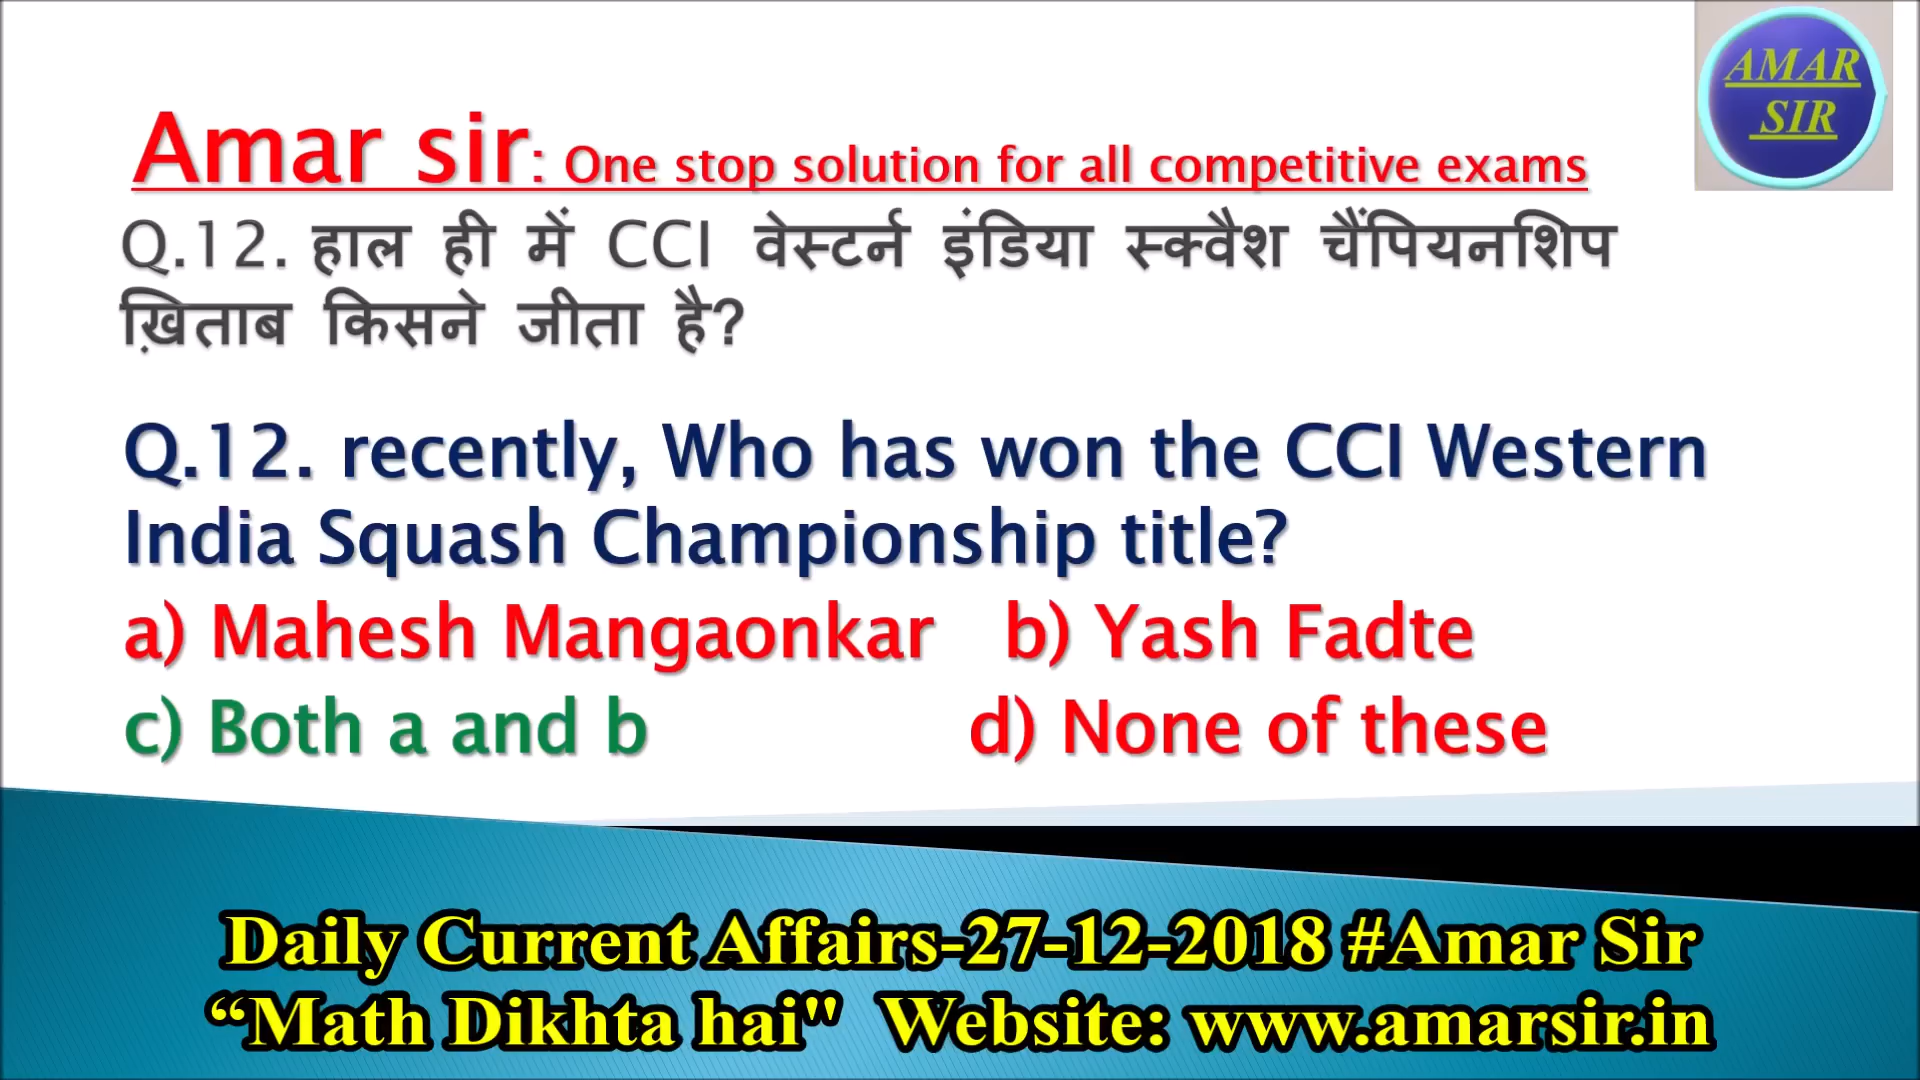 AMAR
SIR
Amar sir: One stop solution for all competitive exams
Q.12. हाल ही में CCI वेस्टर्न इंडिया स्क्वैश चैंपियनशिप
ख़िताब किसने जीता है?
Q.12. recently, Who has won the CCI Western
India Squash Championship title?
a) Mahesh Mangaonkar b) Yash Fadte
c) Both a and b d) None of these
Daily Current Affairs-27-12-2018 #Amar Sir
“Math Dikhta hai" Website: www.amarsir.in